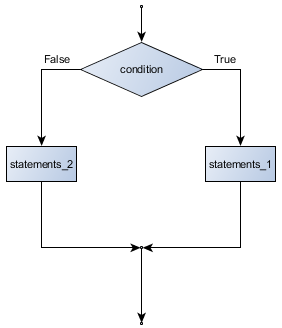 False
True
condition
statements_2
statements_1